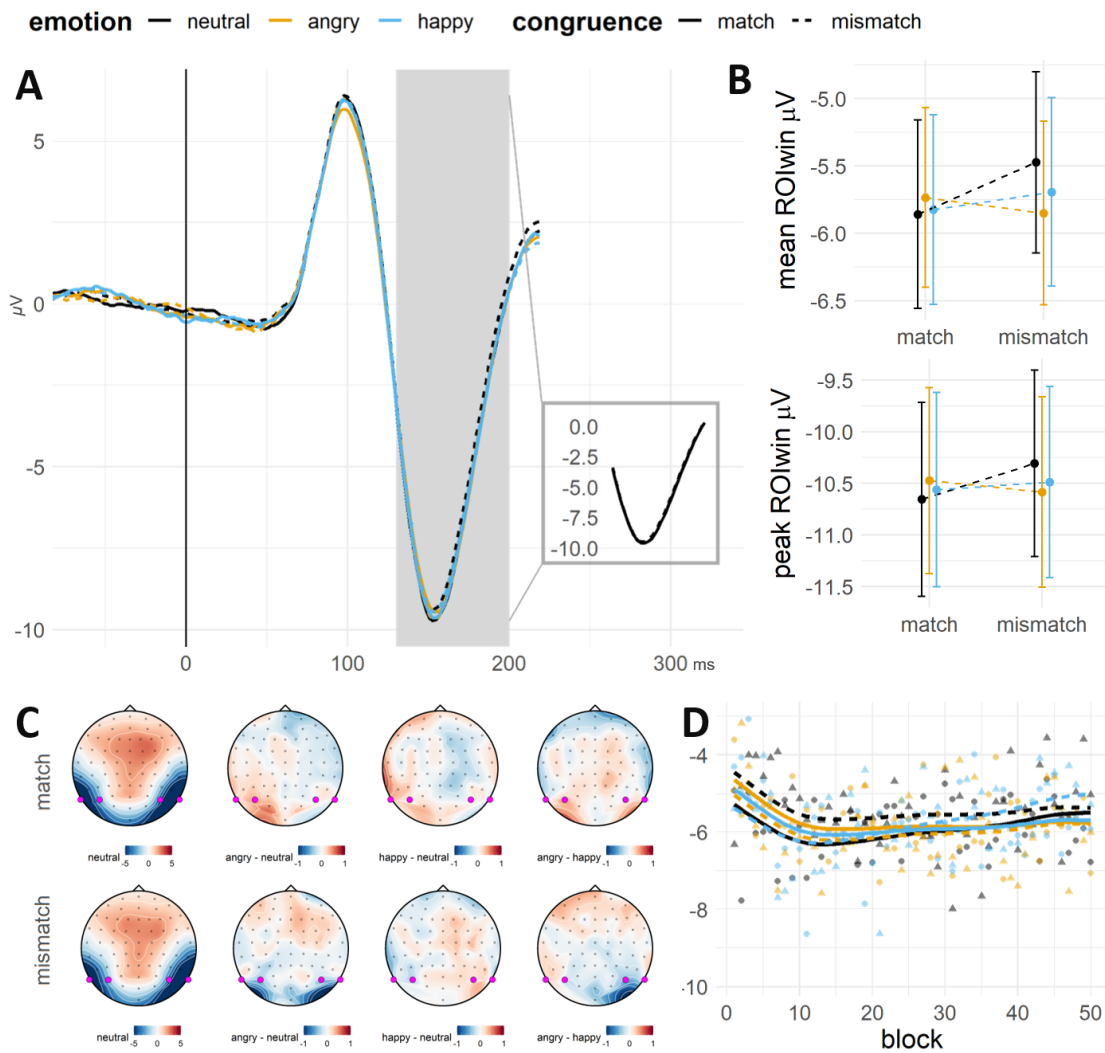 emotion neutral angry happy congruence match mismatch
A
5
0
-5
-10
µV
0 100 200 300 ms
0.0
-2.5
-5.0
-7.5
-10.0
B
mean ROIwin µV
-5.0
-5.5
-6.0
-6.5
match mismatch
peak ROIwin µV
-9.5
-10.0
-10.5
-11.0
-11.5
match mismatch
C
match
neutral -5 0 5
angry - neutral -1 0 1
happy - neutral -1 0 1
angry - happy -1 0 1
mismatch
neutral -5 0 5
angry - neutral -1 0 1
happy - neutral -1 0 1
angry - happy -1 0 1
D
-4
-6
-8
-10
0 10 20 30 40 50
block